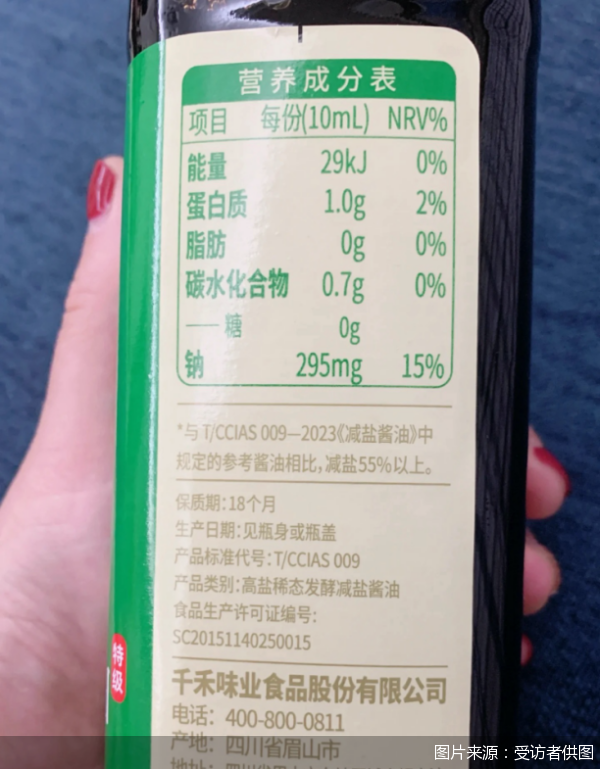 营养成分表
项目 每份(10mL) NRV%
能量 29kJ 0%
蛋白质 1.0g 2%
脂肪 0g 0%
碳水化合物 0.7g 0%
——糖 0g
钠 295mg 15%
*与 T/CCIAS 009—2023《减盐酱油》中
规定的参考酱油相比,减盐55%以上。
保质期:18个月
生产日期:见瓶身或瓶盖
产品标准代号:T/CCIAS 009
产品类别:高盐稀态发酵减盐酱油
食品生产许可证编号:
SC20151140250015
特级
千禾味业食品股份有限公司
电话: 400-800-0811
产地: 四川省眉山市
图片来源：受访者供图